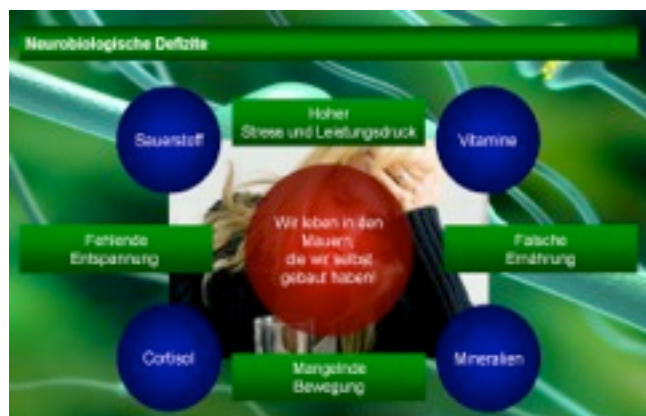 Neurobiologische Defizite
Hoher
Stress und Leistungsdruck
Sauerstoff
Vitamine
Wir leben in den
Mauern,
die wir selbst
gebaut haben!
Fehlende
Entspannung
Falsche
Ernährung
Cortisol
Mineralien
Mangelnde
Bewegung